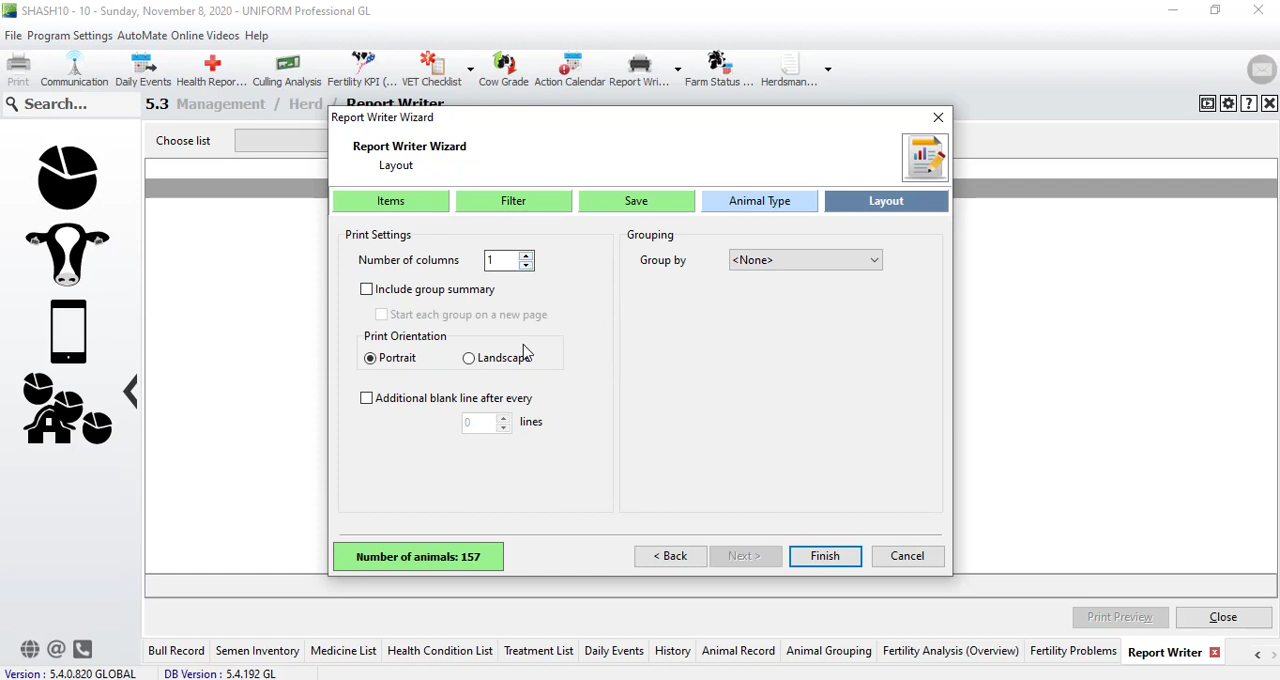 SHASH10 - 10 - Sunday, November 8, 2020 - UNIFORM Professional GL
File Program Settings AutoMate Online Videos Help
Print Communication Daily Events Health Repor... Culling Analysis Fertility KPI (... VET Checklist Cow Grade Action Calendar Report Wri... Farm Status ... Herdsman...
Search... 5.3 Management / Herd / Report Writer
Choose list
Report Writer Wizard
Report Writer Wizard
Layout
Items Filter Save Animal Type Layout
Print Settings Grouping
Number of columns 1 Group by <None>
Include group summary
Start each group on a new page
Print Orientation
Portrait Landscape
Additional blank line after every
0 lines
Number of animals: 157 < Back Next > Finish Cancel
Print Preview Close
Bull Record Semen Inventory Medicine List Health Condition List Treatment List Daily Events History Animal Record Animal Grouping Fertility Analysis (Overview) Fertility Problems Report Writer
Version : 5.4.0.820 GLOBAL DB Version : 5.4.192 GL